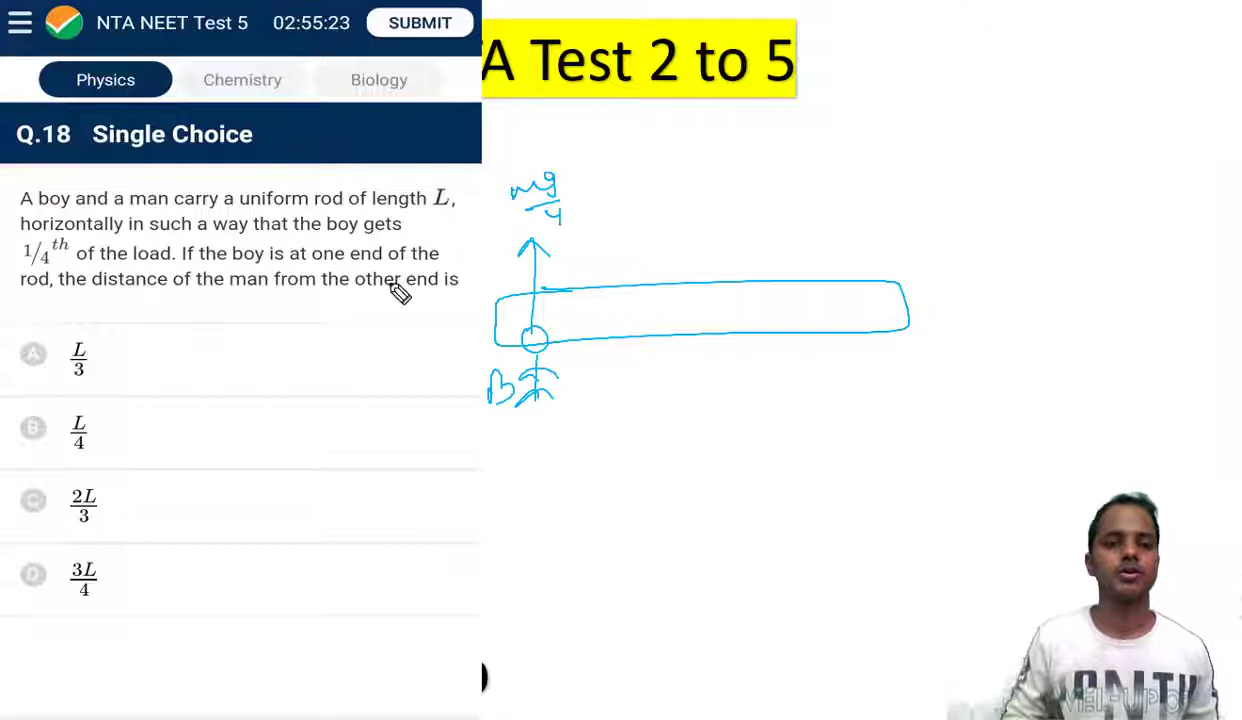 NTA NEET Test 5 02:55:23 SUBMIT
A Test 2 to 5
Physics Chemistry Biology
Q.18 Single Choice
A boy and a man carry a uniform rod of length L,
horizontally in such a way that the boy gets
1/4 th of the load. If the boy is at one end of the
rod, the distance of the man from the other end is
A L/3
B L/4
C 2L/3
D 3L/4
mg/4
B